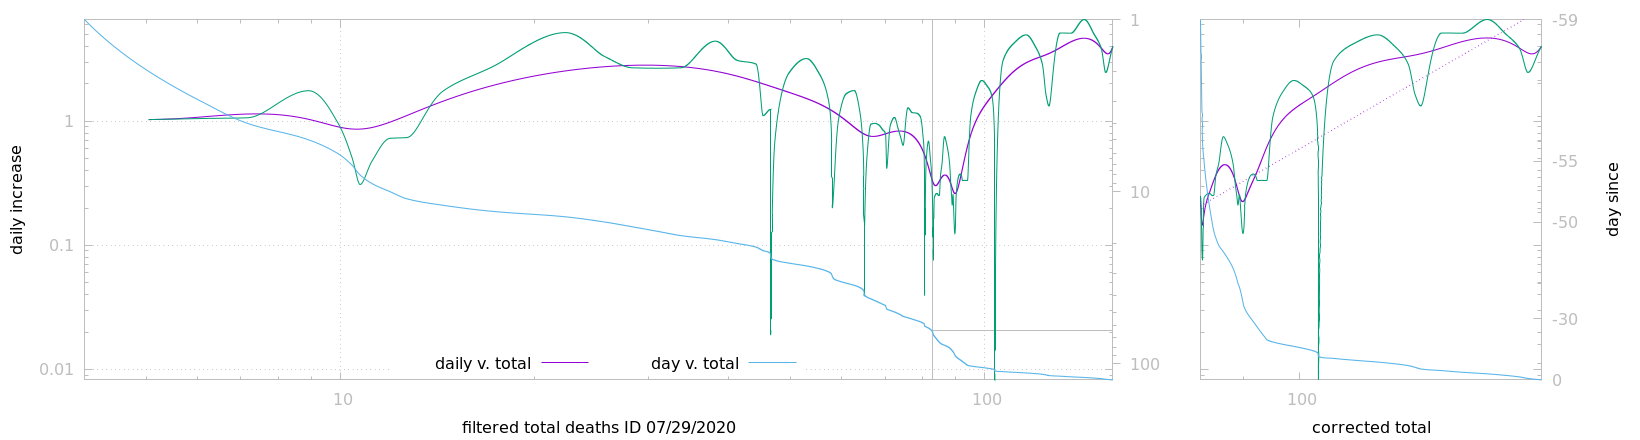 1
-59
1
daily increase
-55
day since
10
-50
0.1
-30
daily v. total
day v. total
0.01
100
0
10
100
100
filtered total deaths ID 07/29/2020
corrected total